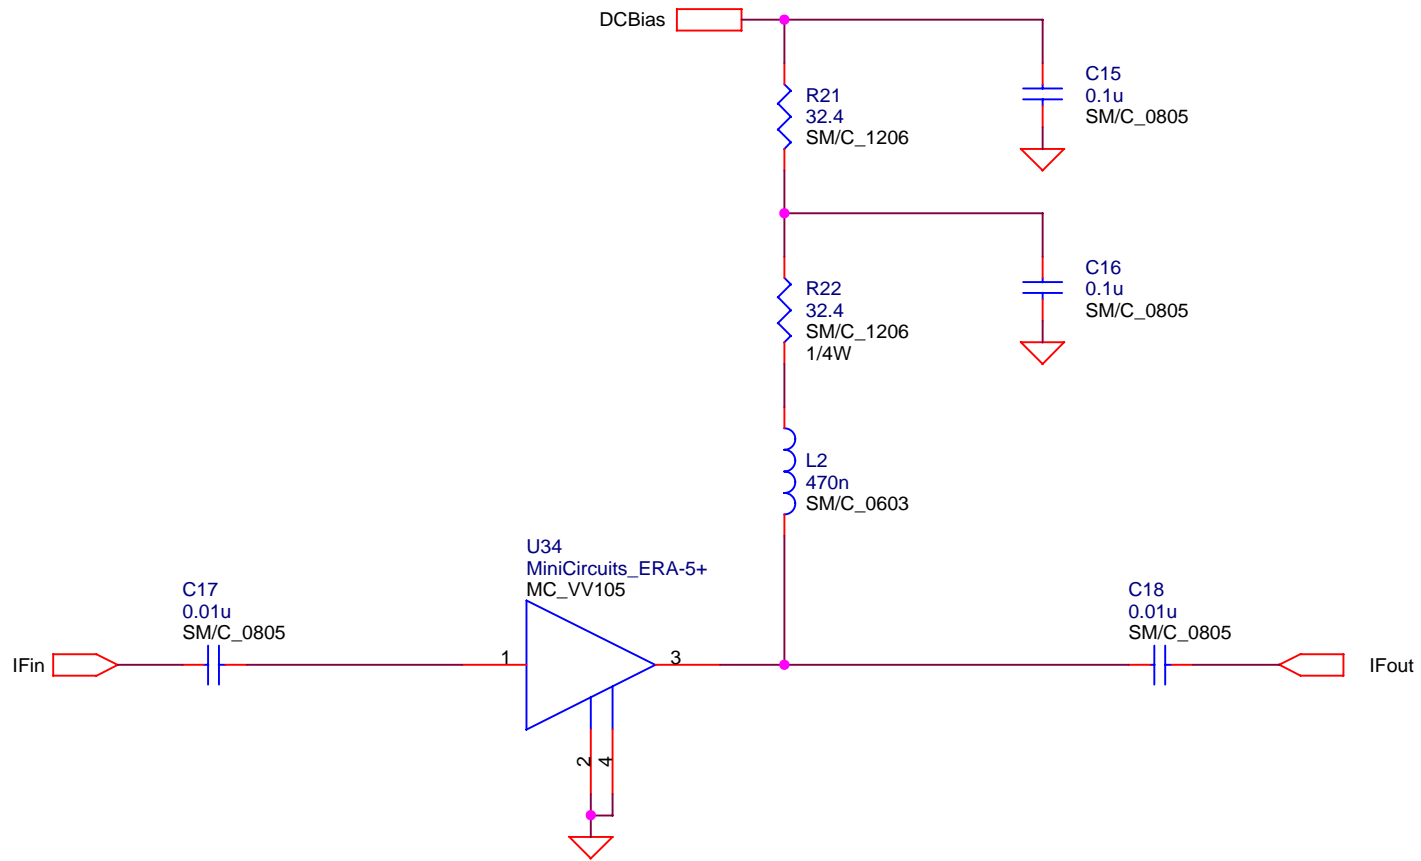 DCBias
C15
0.1u
SM/C_0805
R21
32.4
SM/C_1206
C16
0.1u
SM/C_0805
R22
32.4
SM/C_1206
1/4W
L2
470n
SM/C_0603
U34
MiniCircuits_ERA-5+
MC_VV105
C17
0.01u
SM/C_0805
C18
0.01u
SM/C_0805
IFin
1
3
IFout
2
4